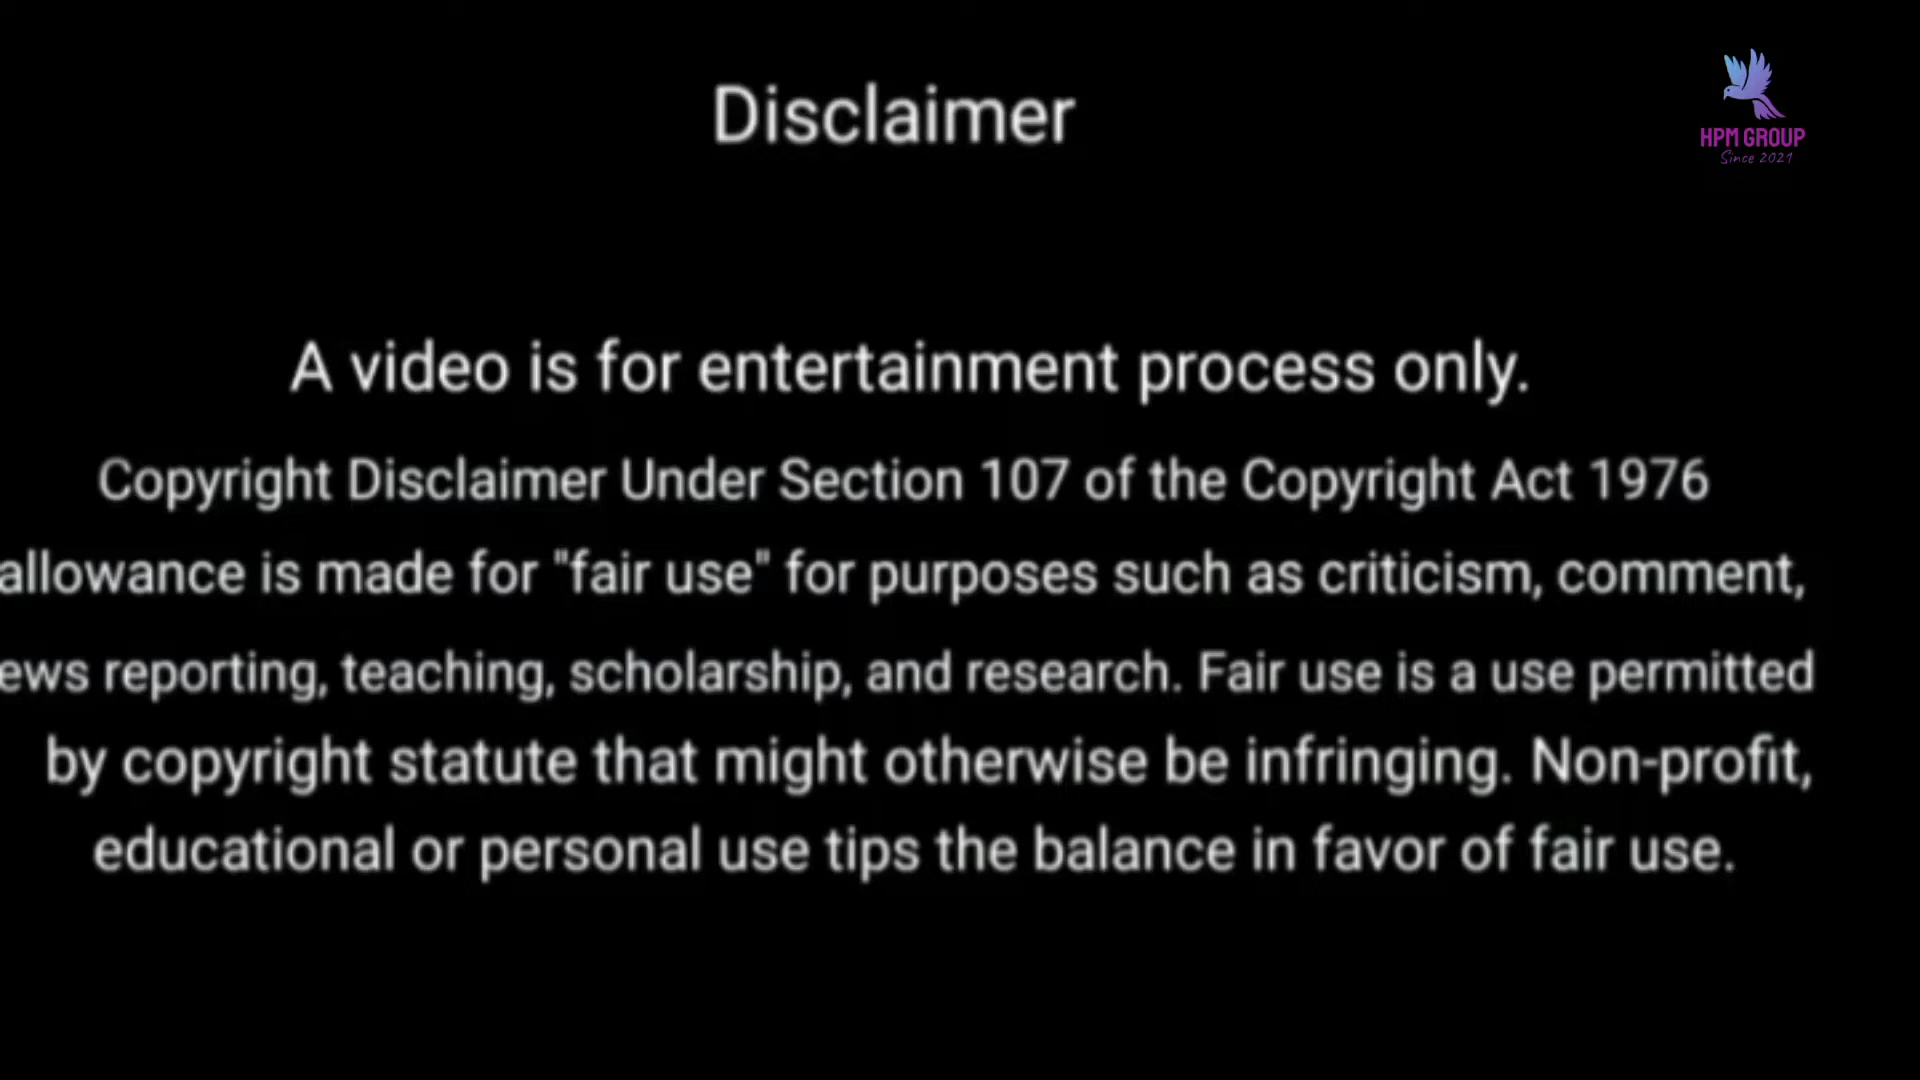 HPM GROUP
Since 2021
Disclaimer
A video is for entertainment process only.
Copyright Disclaimer Under Section 107 of the Copyright Act 1976
allowance is made for "fair use" for purposes such as criticism, comment,
ews reporting, teaching, scholarship, and research. Fair use is a use permitted
by copyright statute that might otherwise be infringing. Non-profit,
educational or personal use tips the balance in favor of fair use.